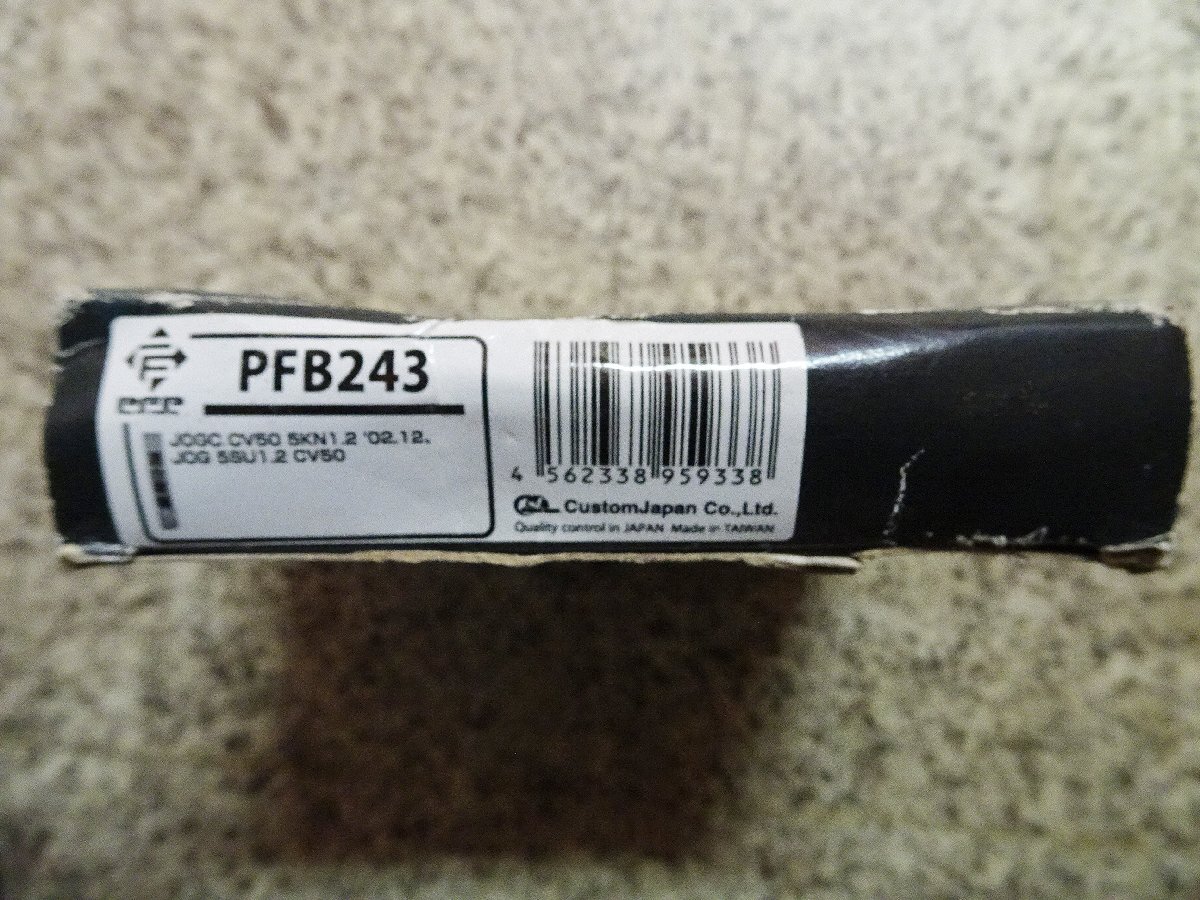 PFB243
JOGC.CV50 5KN1.2 '02.12、
JOG 5SU1.2 CV50
4 562338 959338
CustomJapan Co.,Ltd.
Quality control in JAPAN Made in TAIWAN